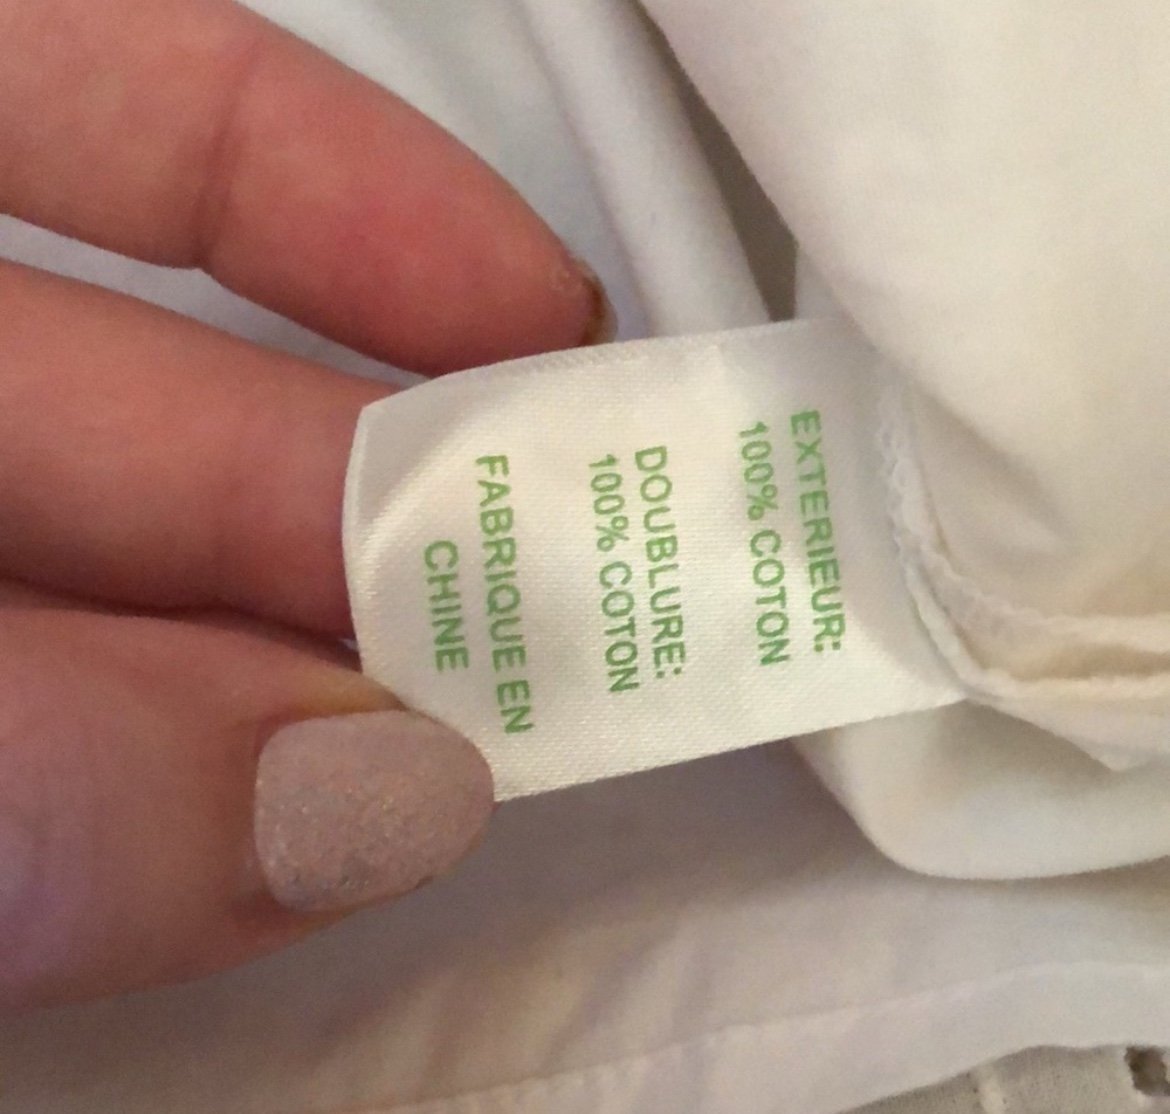 EXTERIEUR:
100% COTON
DOUBLURE:
100% COTON
FABRIQUE EN
CHINE